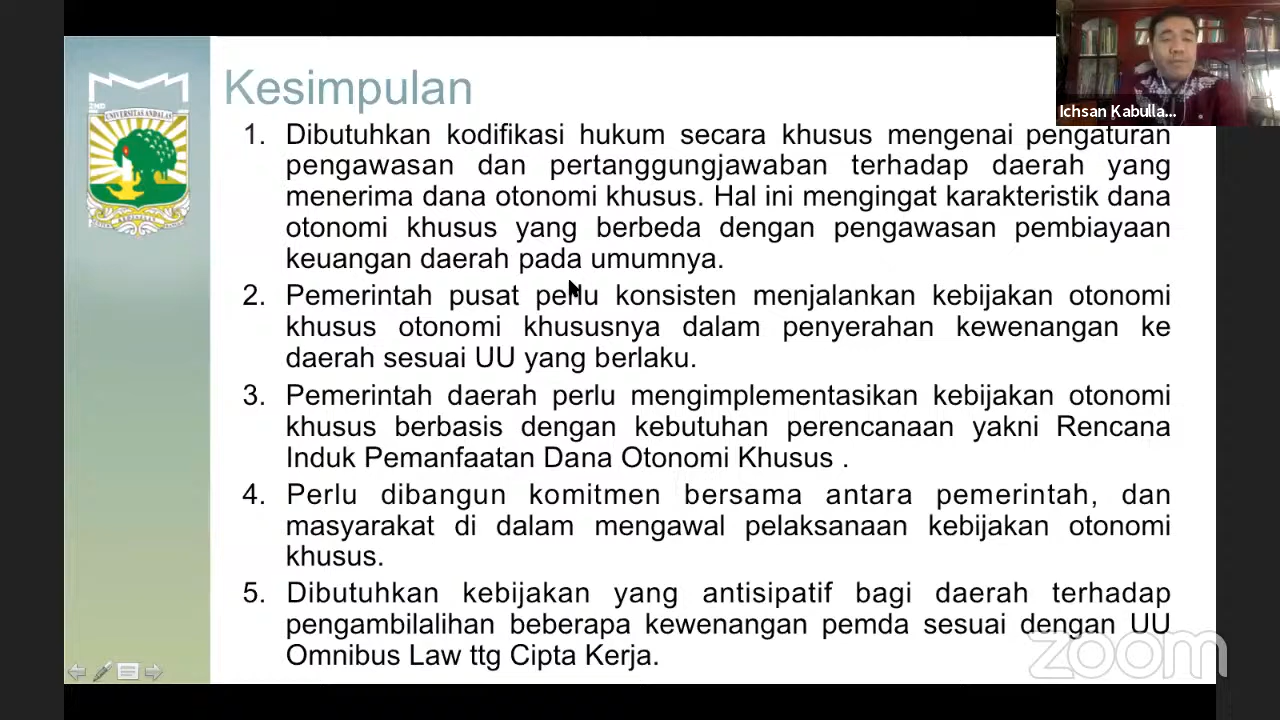 Kesimpulan
1. Dibutuhkan kodifikasi hukum secara khusus mengenai pengaturan
pengawasan dan pertanggungjawaban terhadap daerah yang
menerima dana otonomi khusus. Hal ini mengingat karakteristik dana
otonomi khusus yang berbeda dengan pengawasan pembiayaan
keuangan daerah pada umumnya.
2. Pemerintah pusat perlu konsisten menjalankan kebijakan otonomi
khusus otonomi khususnya dalam penyerahan kewenangan ke
daerah sesuai UU yang berlaku.
3. Pemerintah daerah perlu mengimplementasikan kebijakan otonomi
khusus berbasis dengan kebutuhan perencanaan yakni Rencana
Induk Pemanfaatan Dana Otonomi Khusus .
4. Perlu dibangun komitmen bersama antara pemerintah, dan
masyarakat di dalam mengawal pelaksanaan kebijakan otonomi
khusus.
5. Dibutuhkan kebijakan yang antisipatif bagi daerah terhadap
pengambilalihan beberapa kewenangan pemda sesuai dengan UU
Omnibus Law ttg Cipta Kerja.
2ND
UNIVERSITAS ANDALAS
Ichsan Kabulla...
zoom